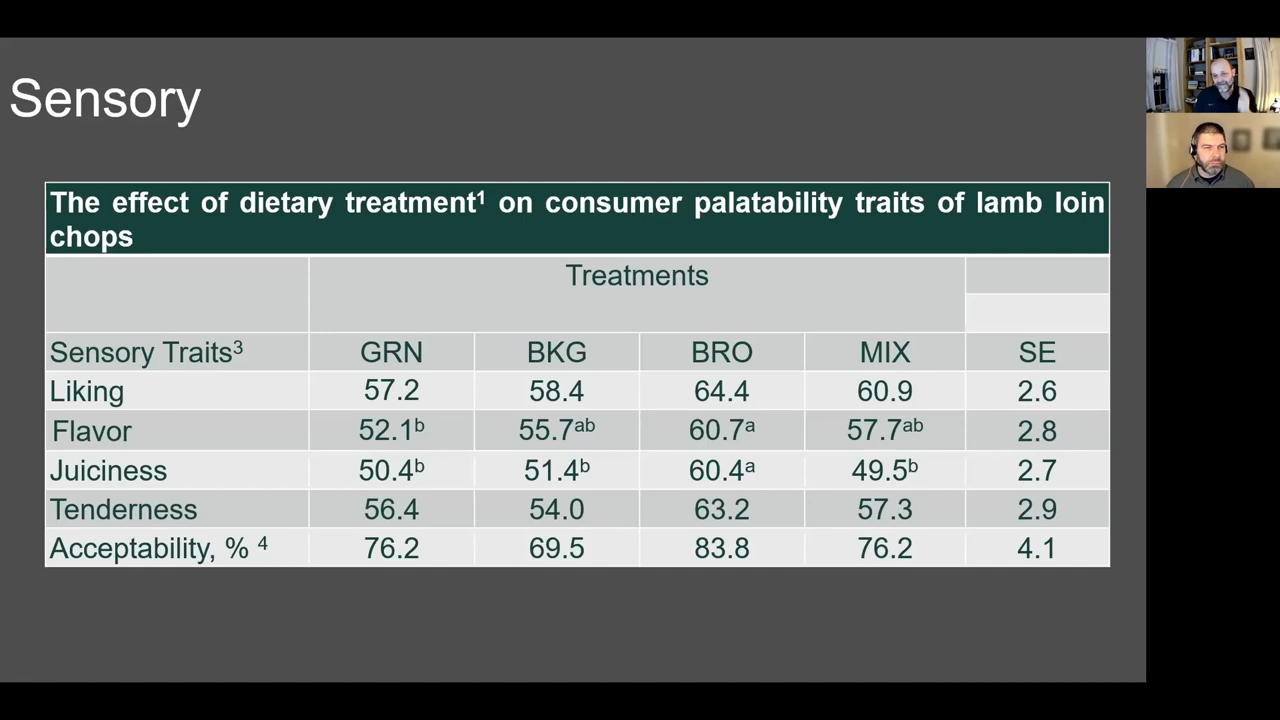 Sensory
The effect of dietary treatment¹ on consumer palatability traits of lamb loin
chops
Treatments
Sensory Traits³ GRN BKG BRO MIX SE
Liking 57.2 58.4 64.4 60.9 2.6
Flavor 52.1ᵇ 55.7ᵃᵇ 60.7ᵃ 57.7ᵃᵇ 2.8
Juiciness 50.4ᵇ 51.4ᵇ 60.4ᵃ 49.5ᵇ 2.7
Tenderness 56.4 54.0 63.2 57.3 2.9
Acceptability, % ⁴ 76.2 69.5 83.8 76.2 4.1